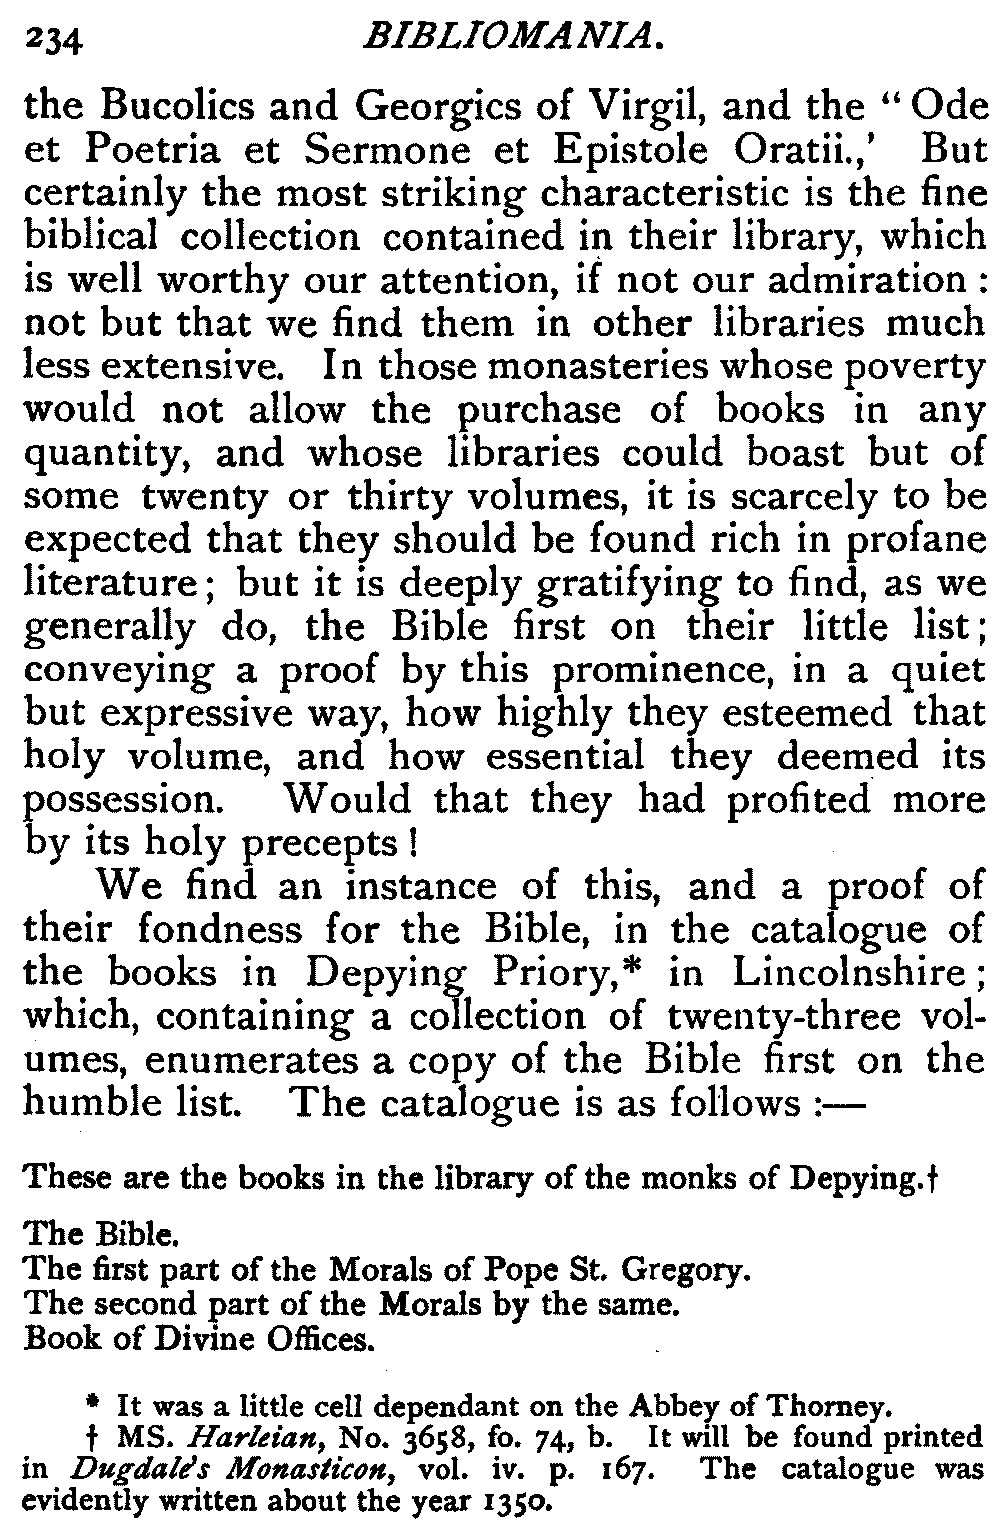 234 BIBLIOMANIA.
the Bucolics and Georgics of Virgil, and the “ Ode
et Poetria et Sermone et Epistole Oratii.,’ But
certainly the most striking characteristic is the fine
biblical collection contained in their library, which
is well worthy our attention, if not our admiration :
not but that we find them in other libraries much
less extensive. In those monasteries whose poverty
would not allow the purchase of books in any
quantity, and whose libraries could boast but of
some twenty or thirty volumes, it is scarcely to be
expected that they should be found rich in profane
literature ; but it is deeply gratifying to find, as we
generally do, the Bible first on their little list ;
conveying a proof by this prominence, in a quiet
but expressive way, how highly they esteemed that
holy volume, and how essential they deemed its
possession. Would that they had profited more
by its holy precepts !
We find an instance of this, and a proof of
their fondness for the Bible, in the catalogue of
the books in Depying Priory,* in Lincolnshire ;
which, containing a collection of twenty-three vol-
umes, enumerates a copy of the Bible first on the
humble list. The catalogue is as follows :—
These are the books in the library of the monks of Depying.†
The Bible.
The first part of the Morals of Pope St. Gregory.
The second part of the Morals by the same.
Book of Divine Offices.
* It was a little cell dependant on the Abbey of Thorney.
† MS. Harleian, No. 3658, fo. 74, b. It will be found printed
in Dugdale's Monasticon, vol. iv. p. 167. The catalogue was
evidently written about the year 1350.